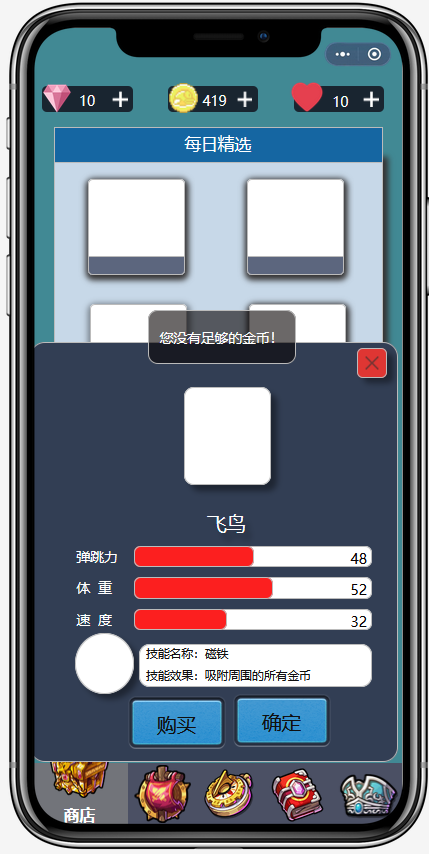 10
419
10
每日精选
您没有足够的金币！
飞鸟
弹跳力 48
体 重 52
速 度 32
技能名称：磁铁
技能效果：吸附周围的所有金币
购买 确定
商店